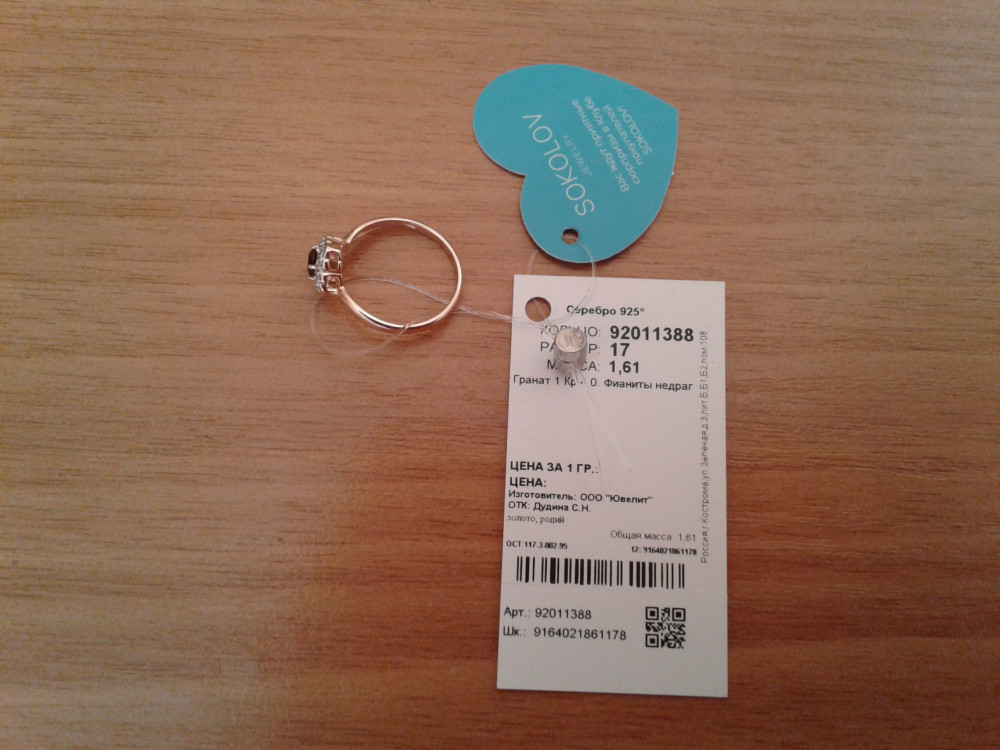 SOKOLOV
JEWELRY
Вас ждут приятные
сюрпризы в Клубе
покупателей
SOKOLOV!
Серебро 925°
92011388
17
1,61
Гранат 1 0. Фианиты недраг
ЦЕНА ЗА 1 ГР.:
ЦЕНА:
Изготовитель: ООО "Ювелит"
ОТК: Дудина С.Н.
золото, родий
Общая масса 1,61
ОСТ 117-3-002-95
12: 9164021861178
Арт.: 92011388
Шк.: 9164021861178
Россия,г.Кострома,ул.Зеленая,д.3,лит.Б,Б1,Б2,пом.108